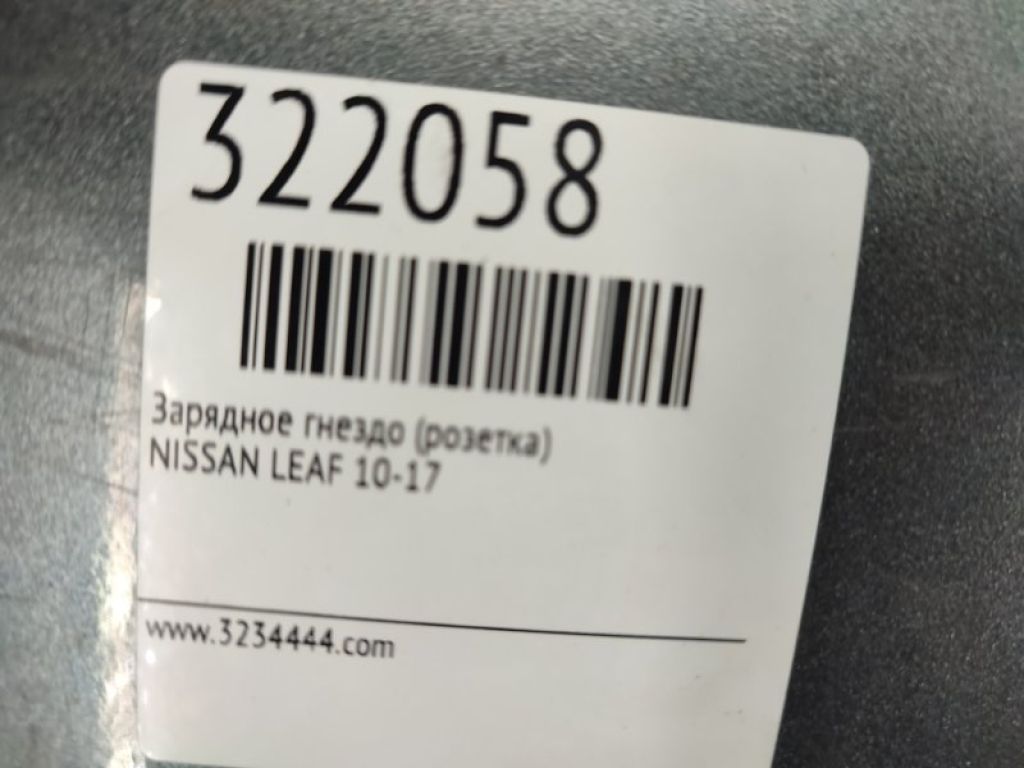 322058
Зарядное гнездо (розетка)
NISSAN LEAF 10-17
www.3234444.com